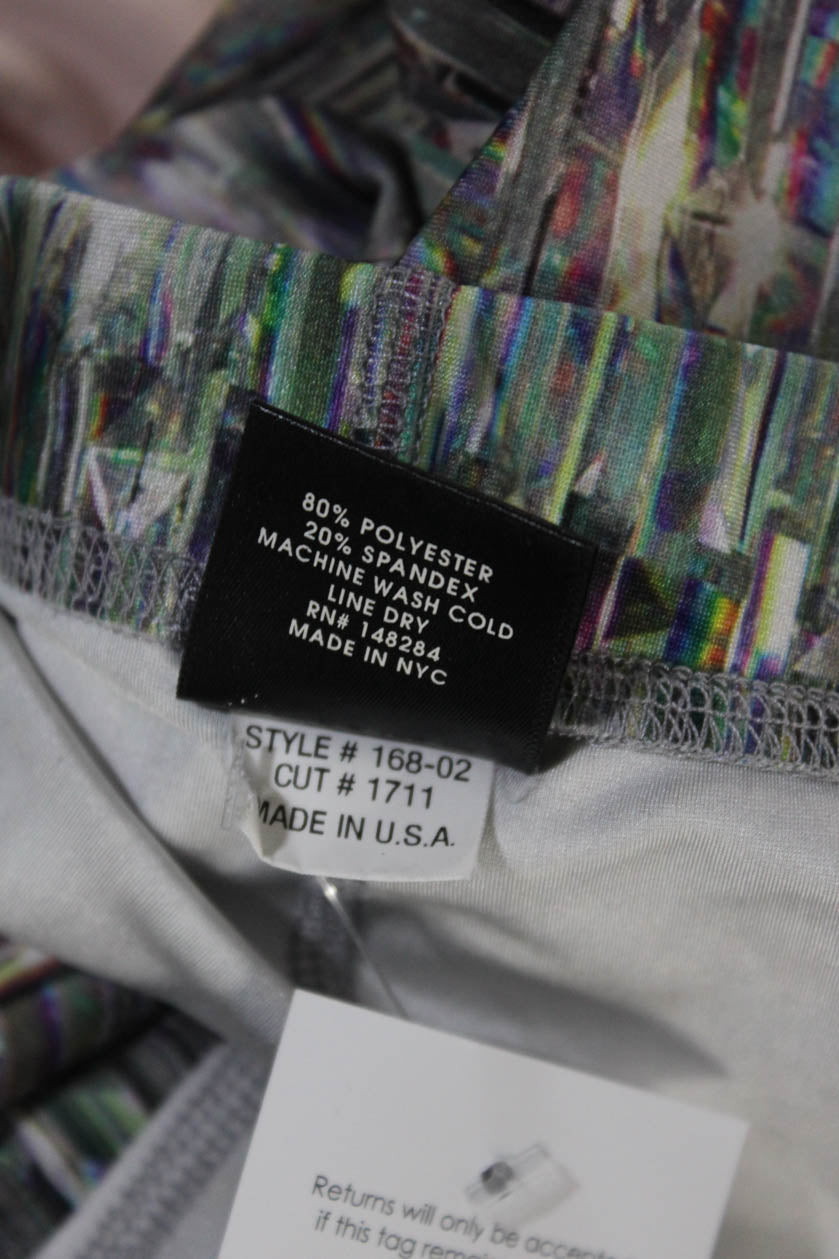 80% POLYESTER
20% SPANDEX
MACHINE WASH COLD
LINE DRY
RN# 148284
MADE IN NYC
STYLE # 168-02
CUT # 1711
MADE IN U.S.A.
Returns will only be
if this tag